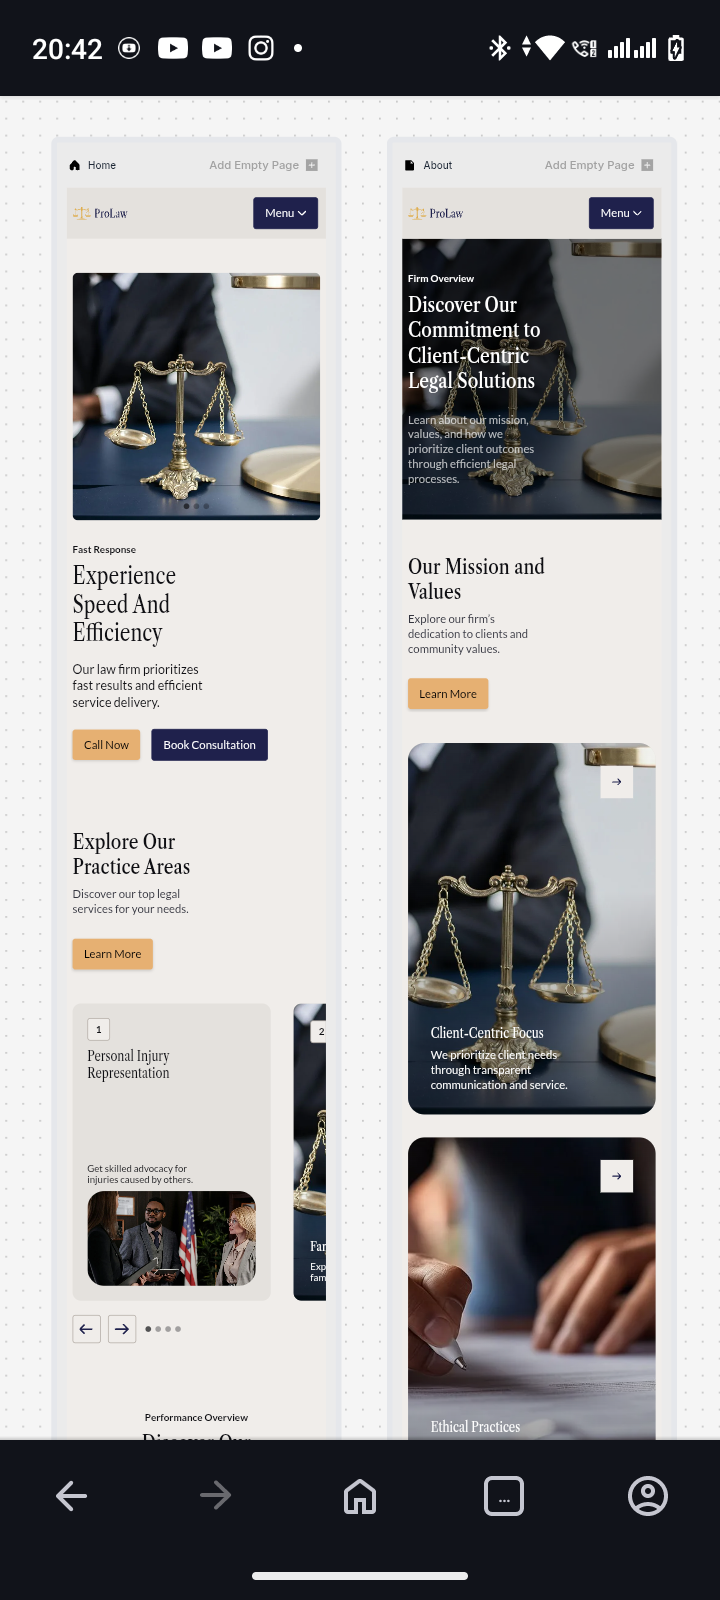 20:42
Home
Add Empty Page
ProLaw
Menu
Fast Response
Experience
Speed And
Efficiency
Our law firm prioritizes
fast results and efficient
service delivery.
Call Now
Book Consultation
Explore Our
Practice Areas
Discover our top legal
services for your needs.
Learn More
1
Personal Injury
Representation
Get skilled advocacy for
injuries caused by others.
2
Performance Overview
Discover Our
About
Add Empty Page
ProLaw
Menu
Firm Overview
Discover Our
Commitment to
Client-Centric
Legal Solutions
Learn about our mission,
values, and how we
prioritize client outcomes
through efficient legal
processes.
Our Mission and
Values
Explore our firm's
dedication to clients and
community values.
Learn More
Client-Centric Focus
We prioritize client needs
through transparent
communication and service.
Ethical Practices
...